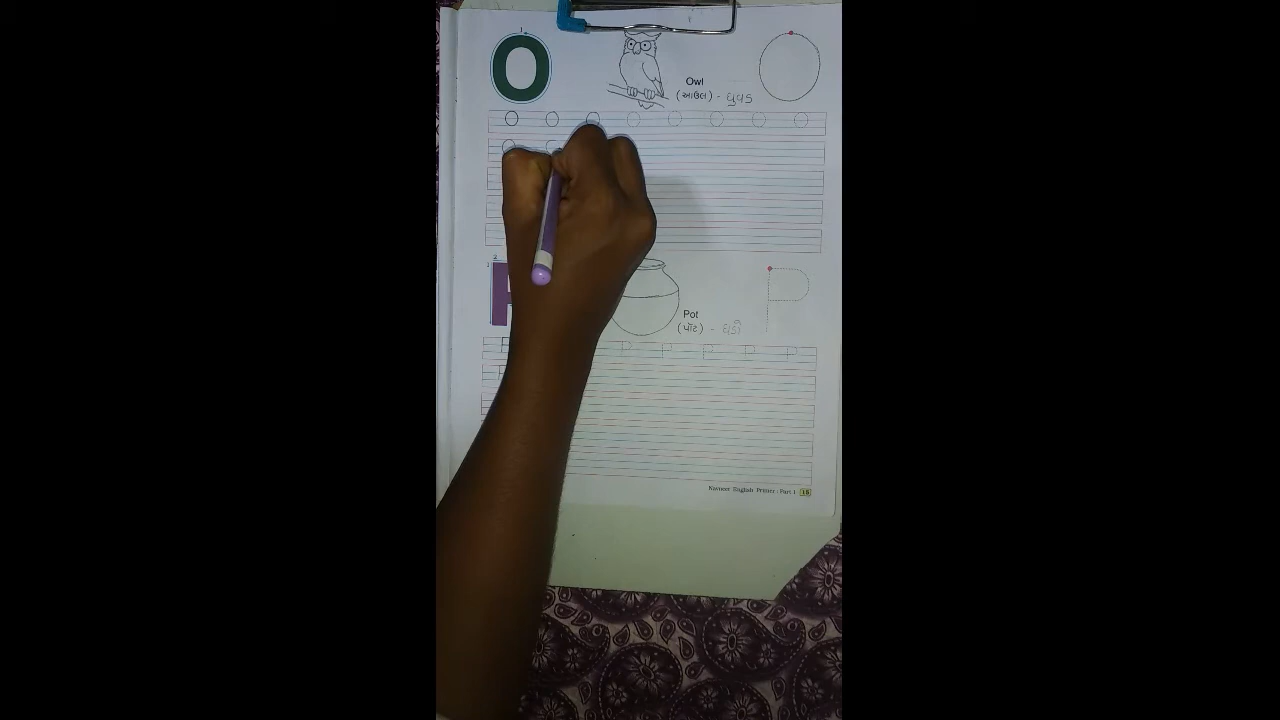 O
Owl
(આઉલ) - ઘુવડ
O O O O O O O O
O O
Pot
(પૉટ) - ઘડો
P
P P P P P P
P
Navneet English Primer : Part 1 15